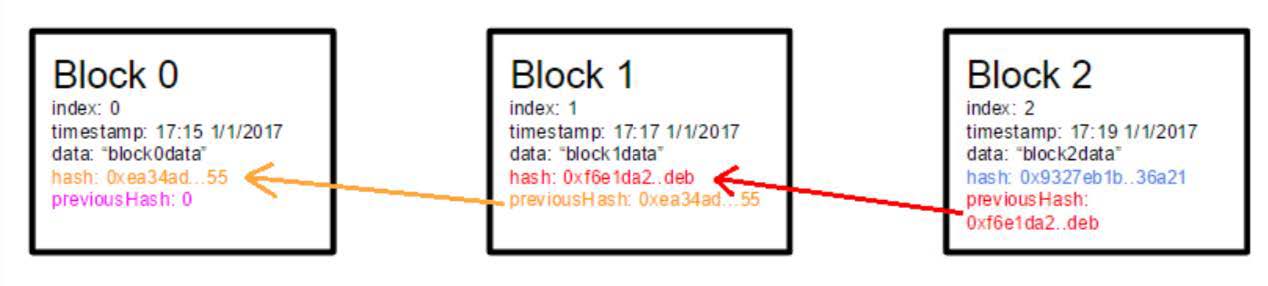 Block 0
index: 0
timestamp: 17:15 1/1/2017
data: “block0data”
hash: 0xea34ad...55
previousHash: 0
Block 1
index: 1
timestamp: 17:17 1/1/2017
data: “block1data”
hash: 0xf6e1da2..deb
previousHash: 0xea34ad...55
Block 2
index: 2
timestamp: 17:19 1/1/2017
data: “block2data”
hash: 0x9327eb1b..36a21
previousHash:
0xf6e1da2..deb